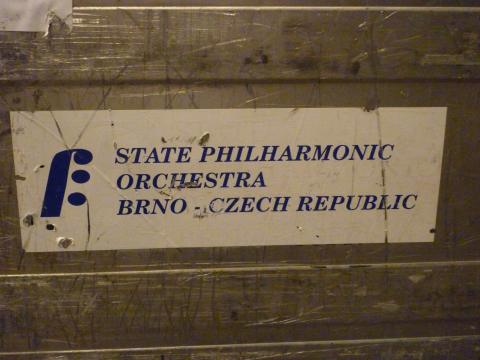 STATE PHILHARMONIC
ORCHESTRA
BRNO - CZECH REPUBLIC